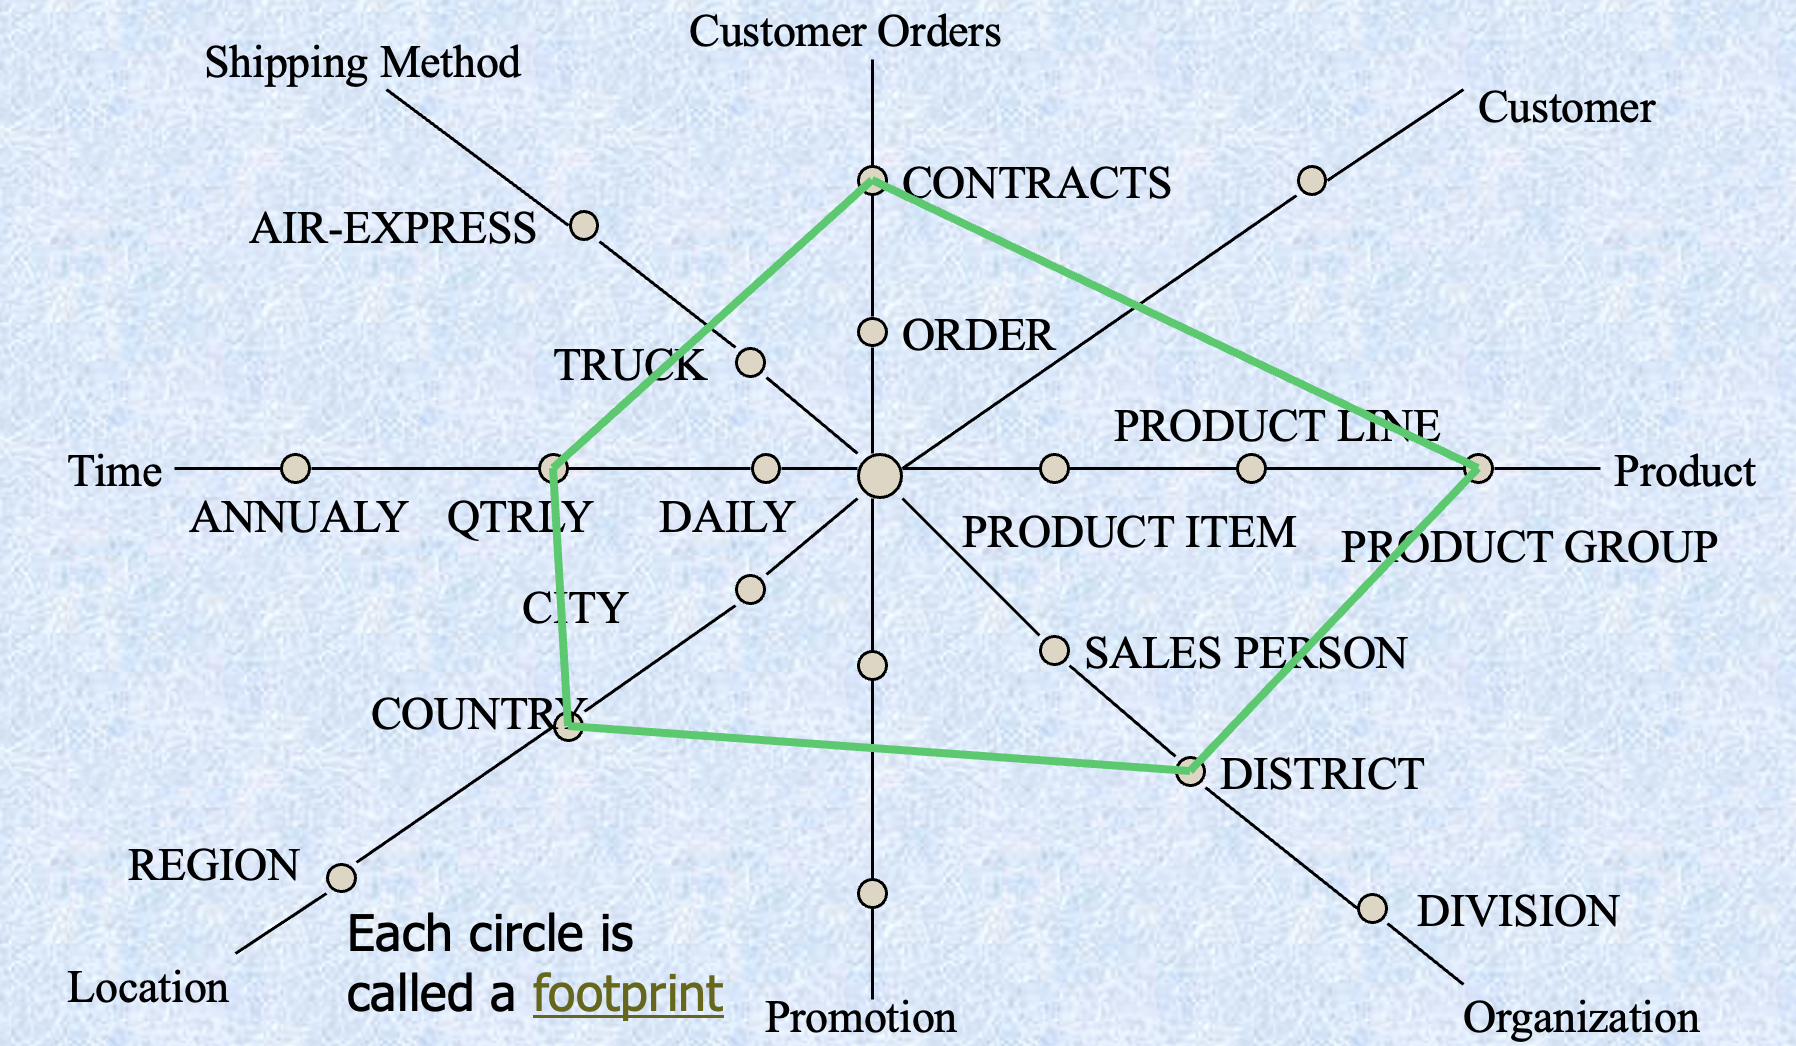 Customer Orders
Shipping Method
Customer
CONTRACTS
AIR-EXPRESS
ORDER
TRUCK
PRODUCT LINE
Time
Product
ANNUALY
QTRLY
DAILY
PRODUCT ITEM
PRODUCT GROUP
CITY
SALES PERSON
COUNTRY
DISTRICT
REGION
DIVISION
Each circle is
called a footprint
Location
Promotion
Organization